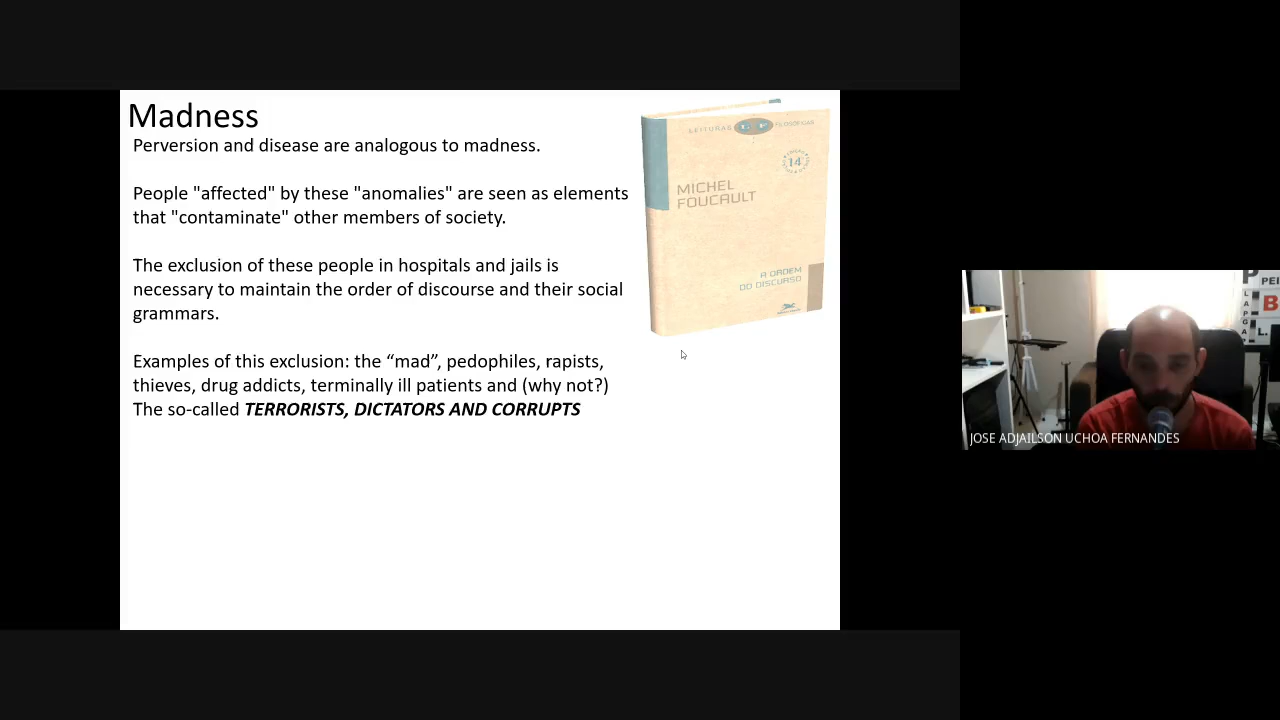 Madness
Perversion and disease are analogous to madness.
People "affected" by these "anomalies" are seen as elements
that "contaminate" other members of society.
The exclusion of these people in hospitals and jails is
necessary to maintain the order of discourse and their social
grammars.
Examples of this exclusion: the “mad”, pedophiles, rapists,
thieves, drug addicts, terminally ill patients and (why not?)
The so-called TERRORISTS, DICTATORS AND CORRUPTS
LEITURAS FILOSÓFICAS
14ª
MICHEL
FOUCAULT
A ORDEM
DO DISCURSO
JOSE ADJAILSON UCHOA FERNANDES